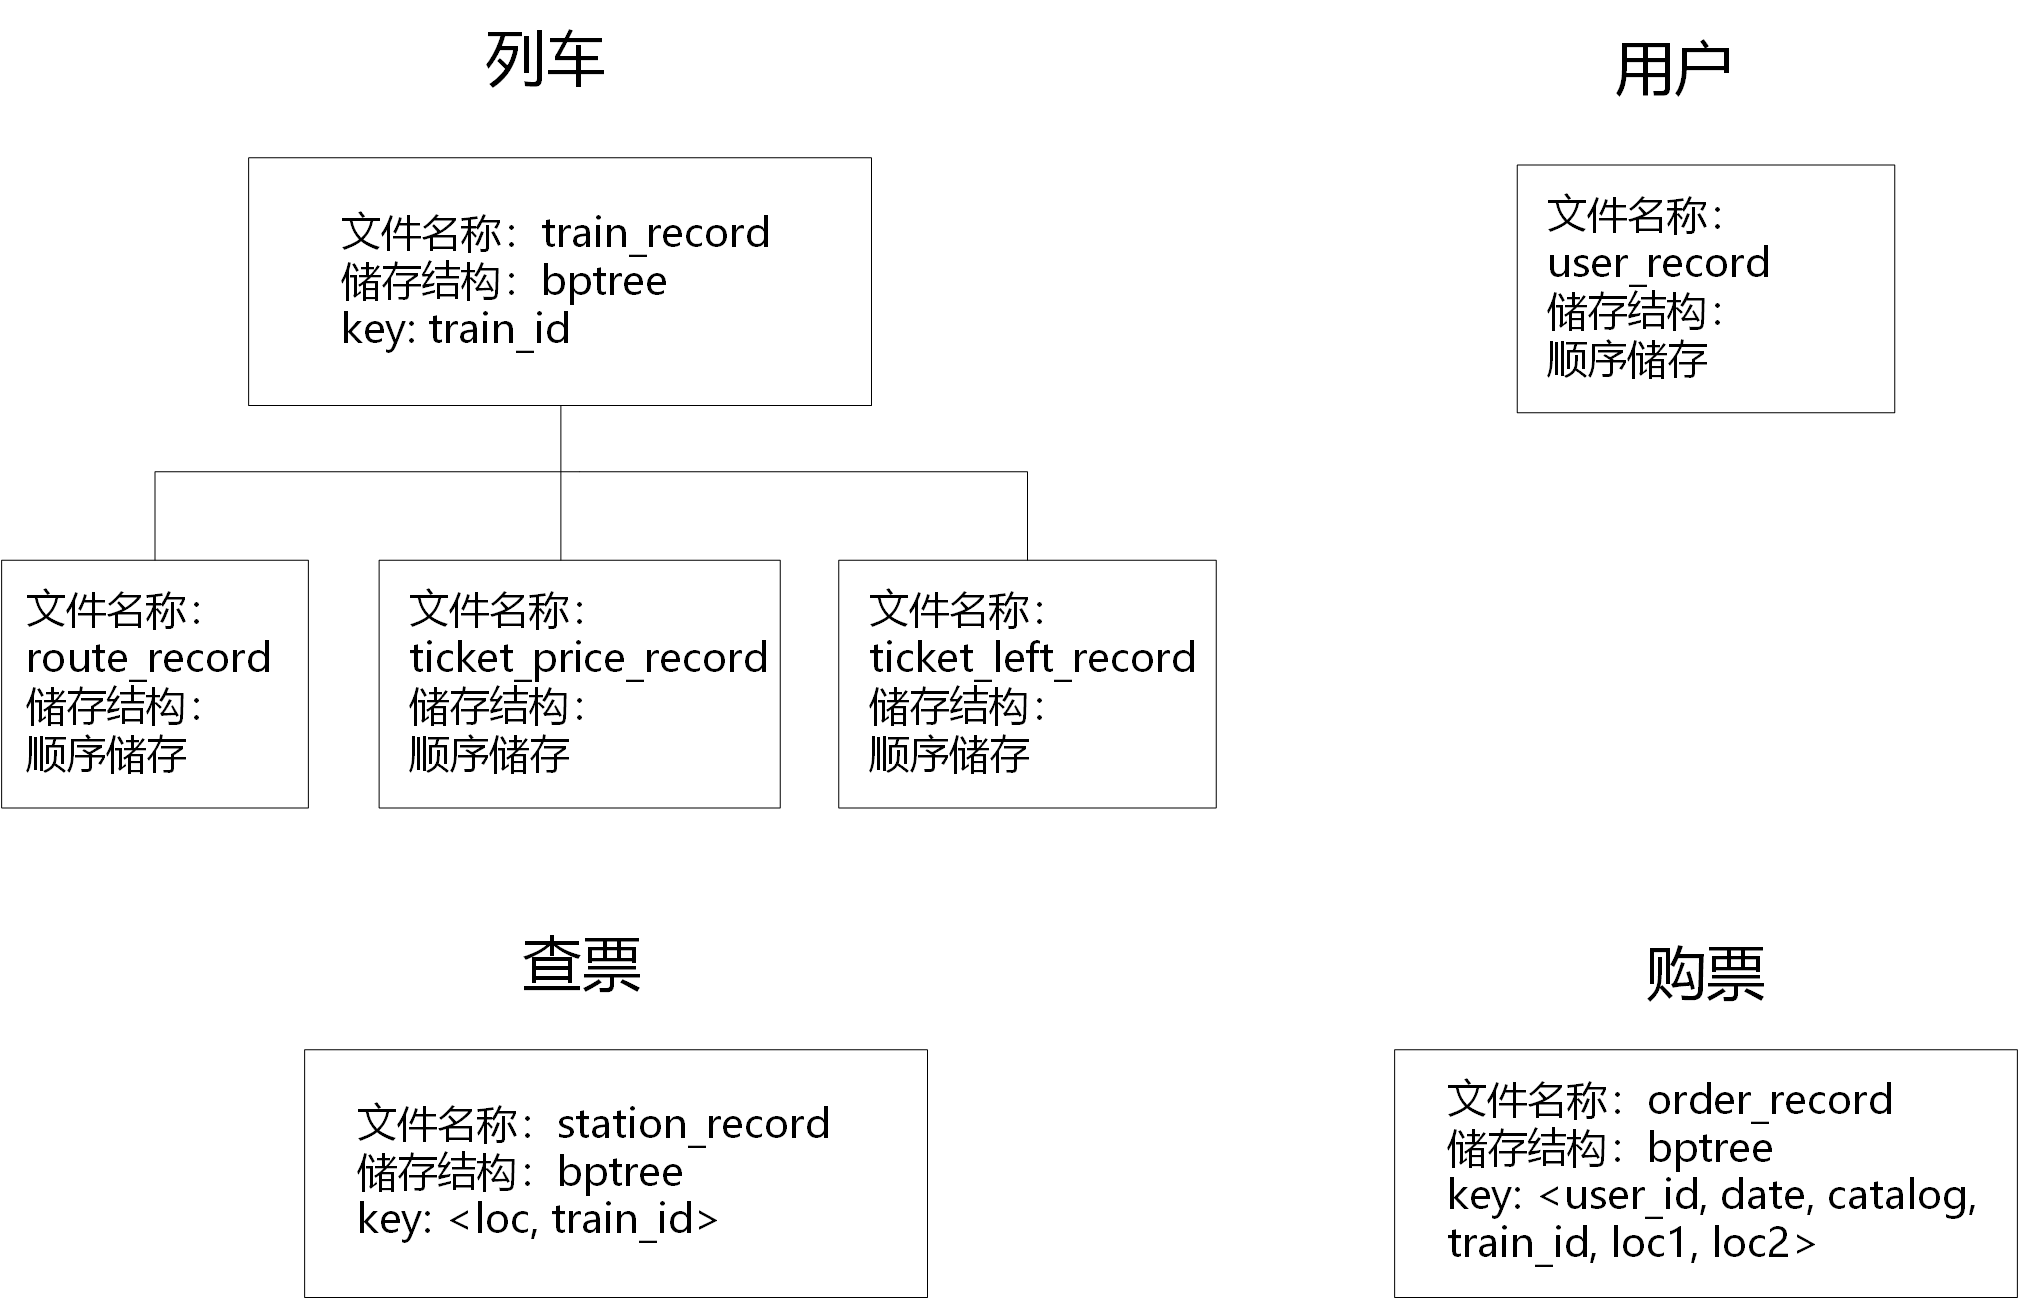 列车
文件名称：train_record
储存结构：bptree
key: train_id
文件名称：
route_record
储存结构：
顺序储存
文件名称：
ticket_price_record
储存结构：
顺序储存
文件名称：
ticket_left_record
储存结构：
顺序储存
用户
文件名称：
user_record
储存结构：
顺序储存
查票
文件名称：station_record
储存结构：bptree
key: <loc, train_id>
购票
文件名称：order_record
储存结构：bptree
key: <user_id, date, catalog,
train_id, loc1, loc2>